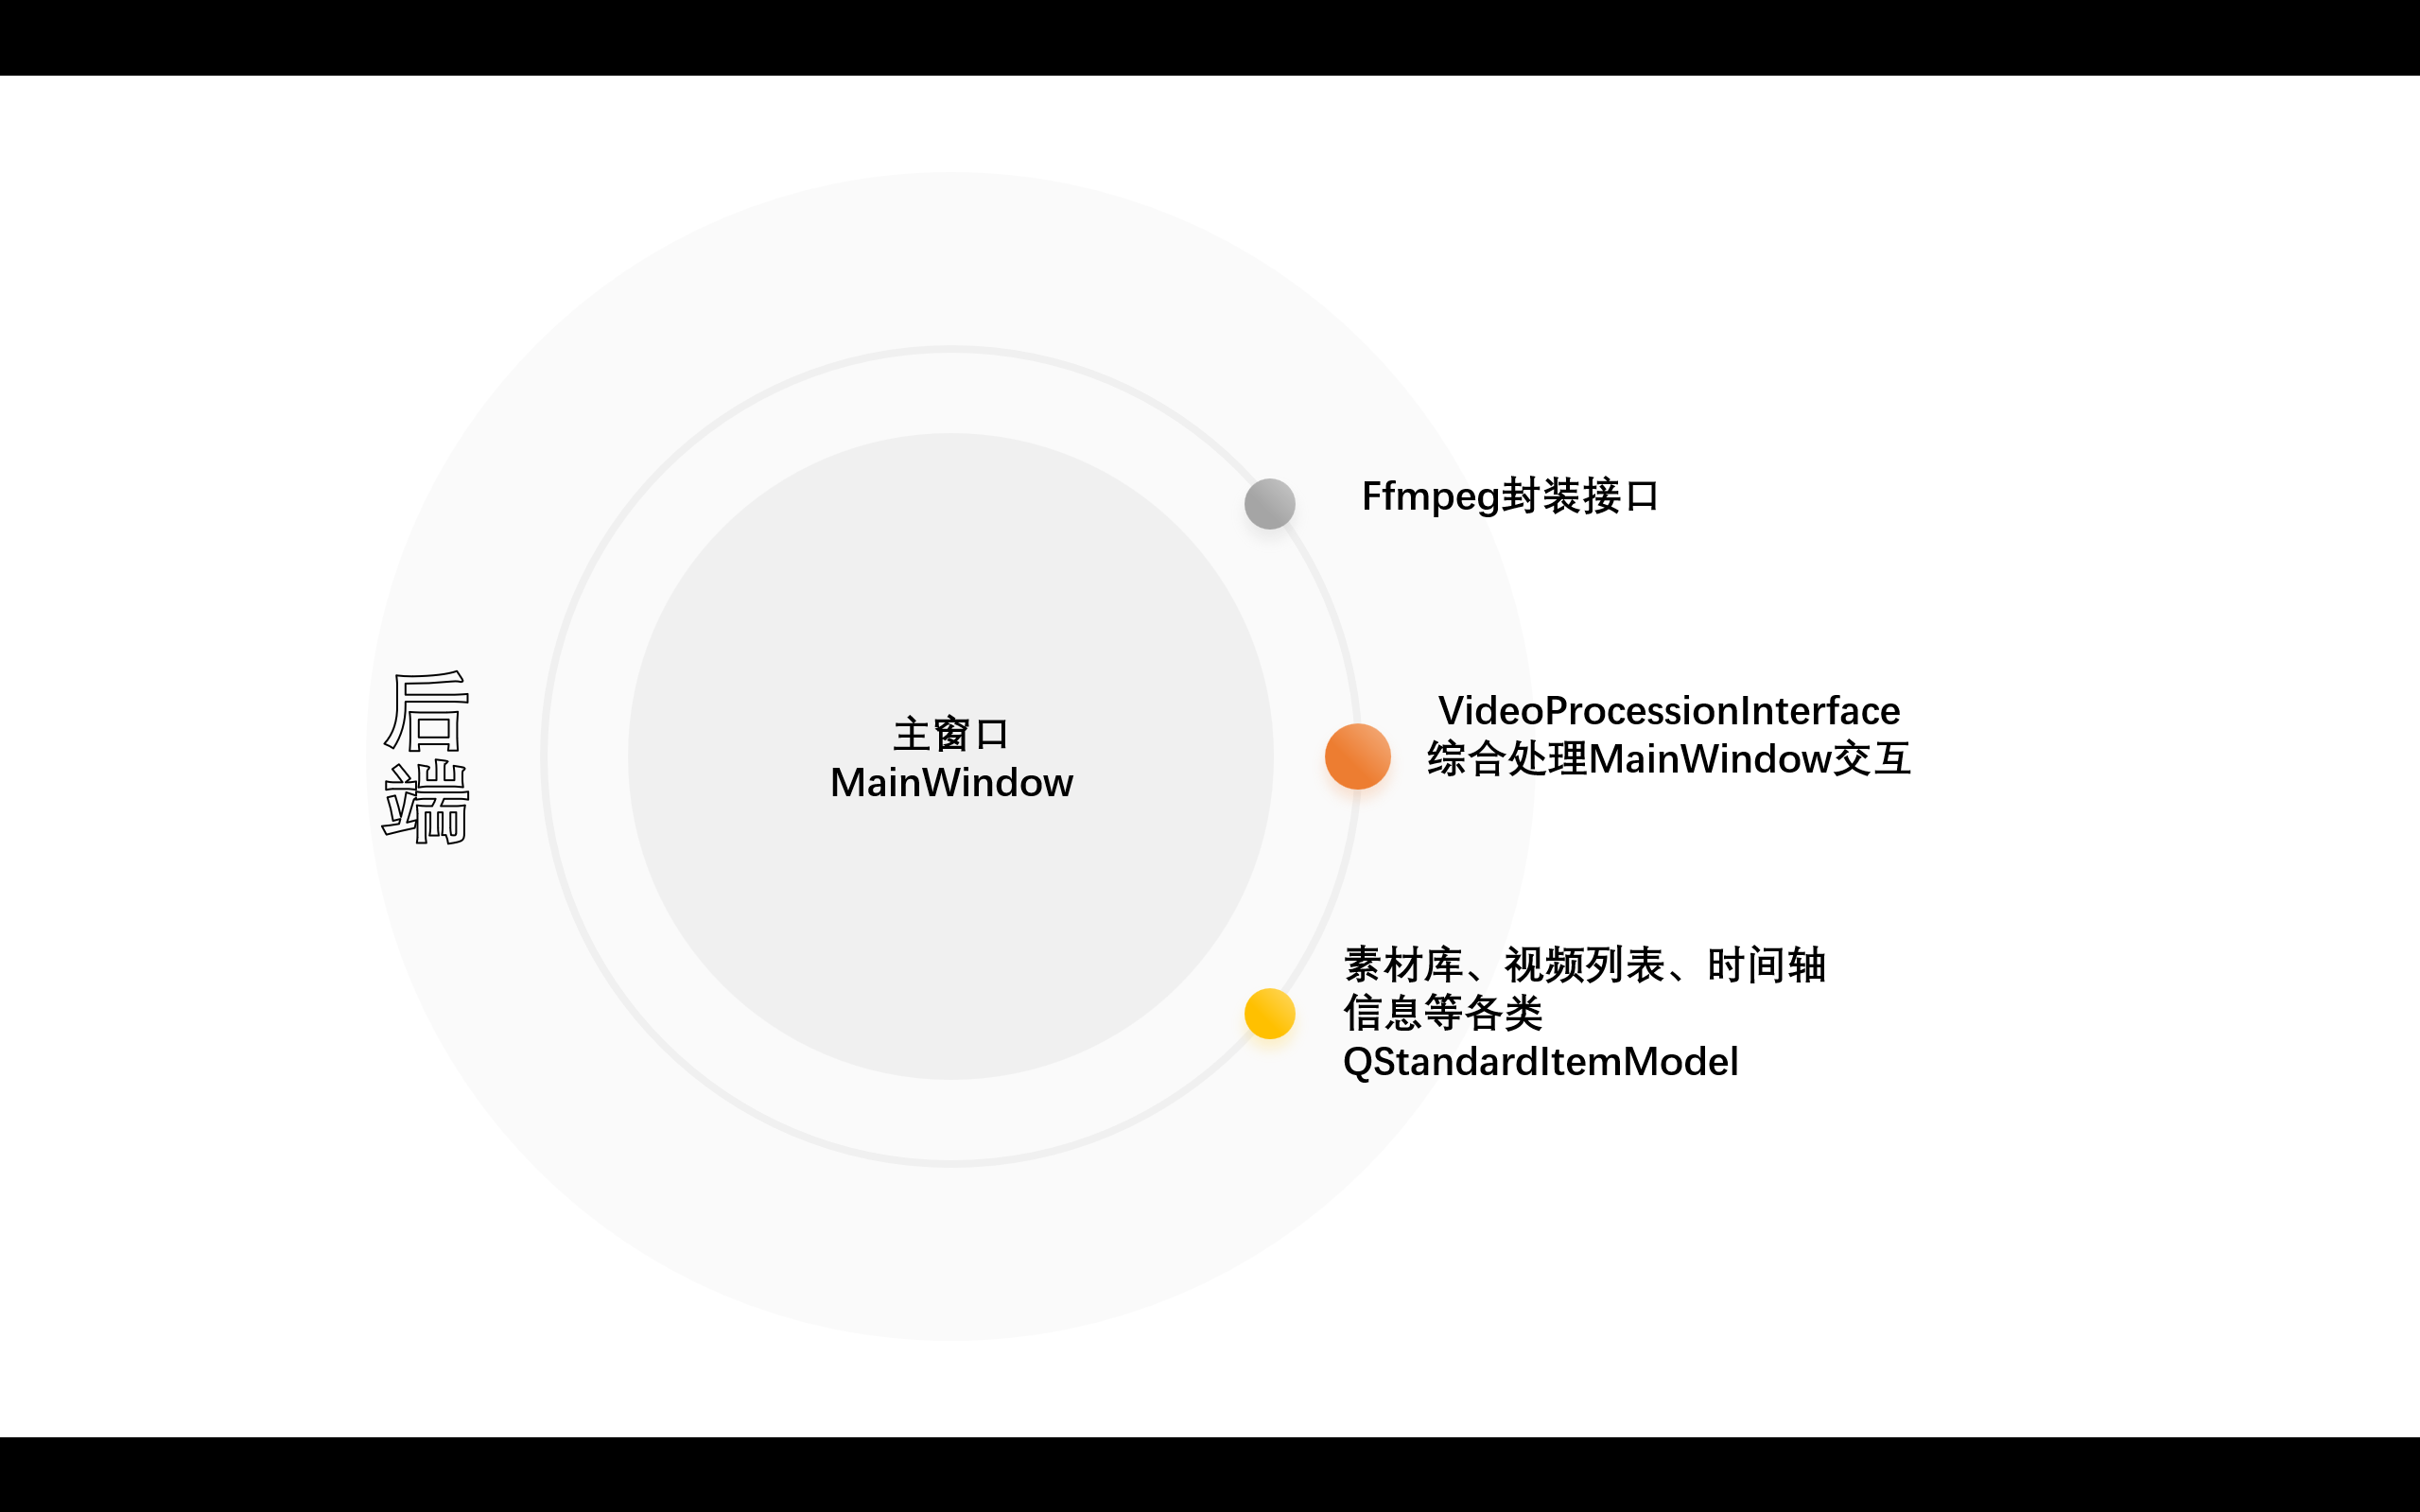 后
端
主窗口
MainWindow
Ffmpeg封装接口
VideoProcessionInterface
综合处理MainWindow交互
素材库、视频列表、时间轴
信息等各类
QStandardItemModel